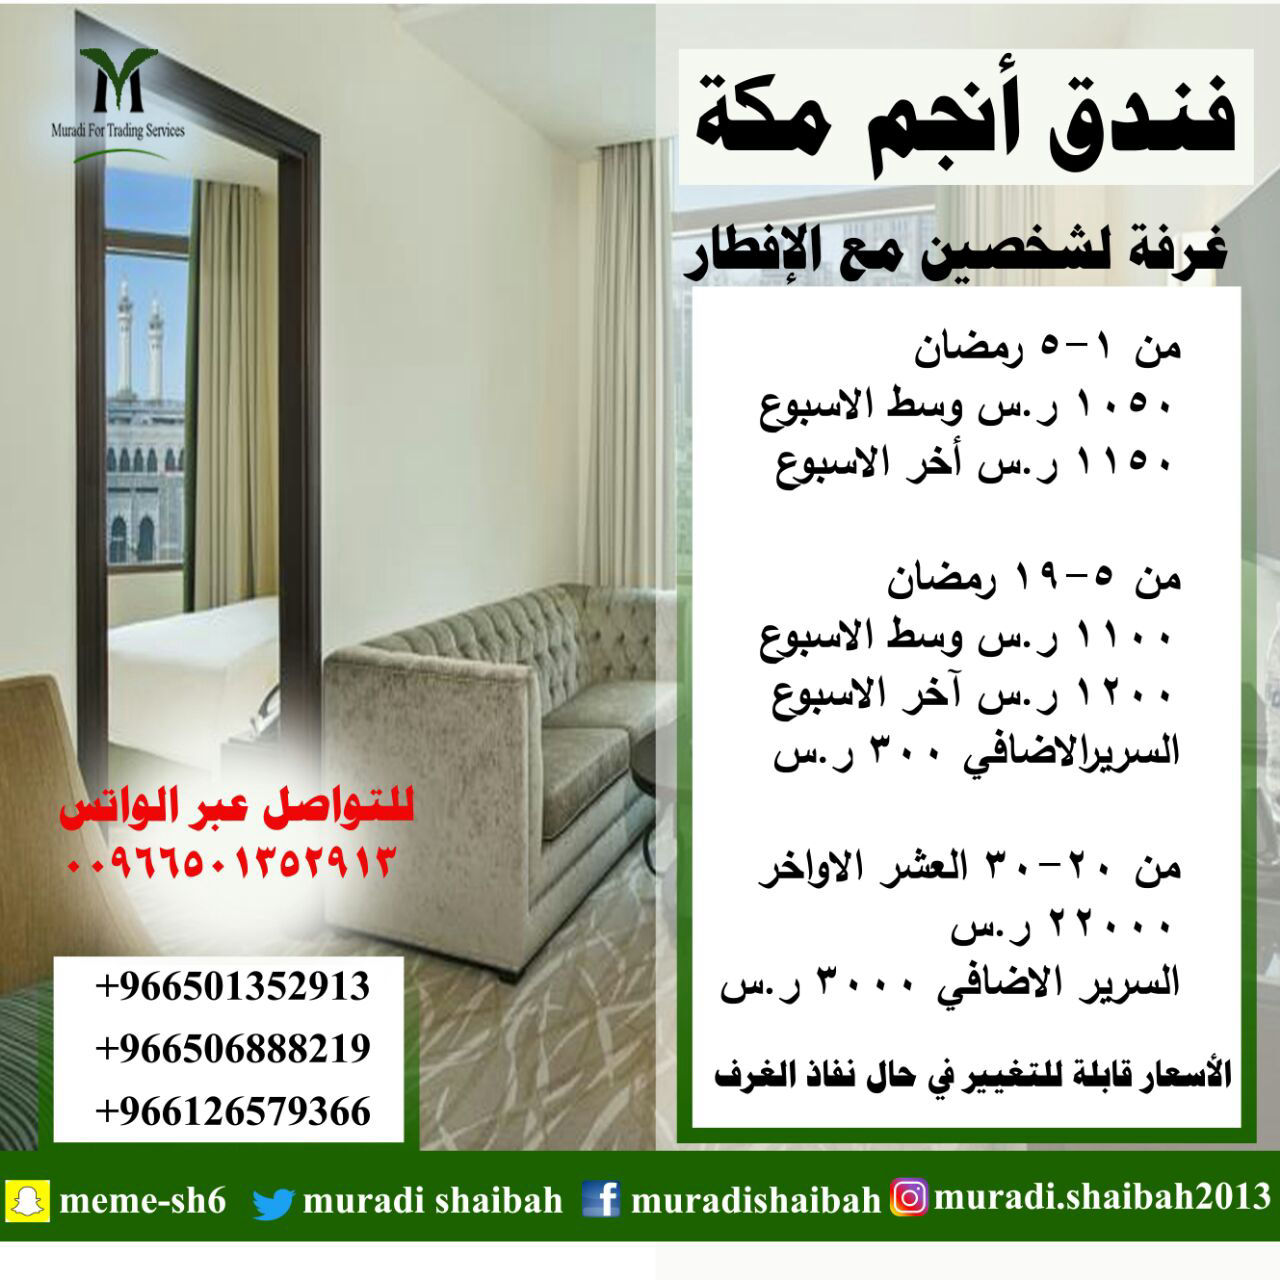 Muradi For Trading Services
فندق أنجم مكة
غرفة لشخصين مع الإفطار
من ١-٥ رمضان
١٠٥٠ ر.س وسط الاسبوع
١١٥٠ ر.س أخر الاسبوع
من ٥-١٩ رمضان
١١٠٠ ر.س وسط الاسبوع
١٢٠٠ ر.س آخر الاسبوع
السريرالاضافي ٣٠٠ ر.س
من ٢٠-٣٠ العشر الاواخر
٢٢٠٠٠ ر.س
السرير الاضافي ٣٠٠٠ ر.س
الأسعار قابلة للتغيير في حال نفاذ الغرف
للتواصل عبر الواتس
٠٠٩٦٦٥٠١٣٥٢٩١٣
+966501352913
+966506888219
+966126579366
meme-sh6
muradi shaibah
muradishaibah
muradi.shaibah2013